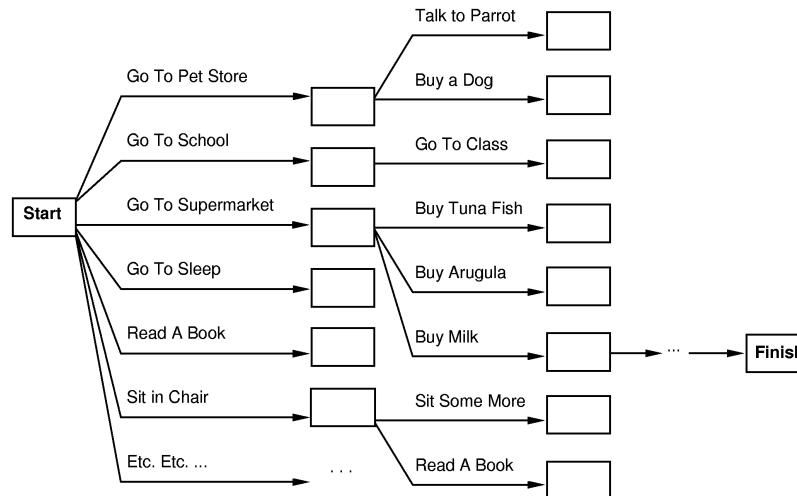 Talk to Parrot
Go To Pet Store
Buy a Dog
Go To School
Go To Class
Start
Go To Supermarket
Buy Tuna Fish
Go To Sleep
Buy Arugula
Read A Book
Buy Milk
...
Finish
Sit in Chair
Sit Some More
Etc. Etc. ...
. . .
Read A Book